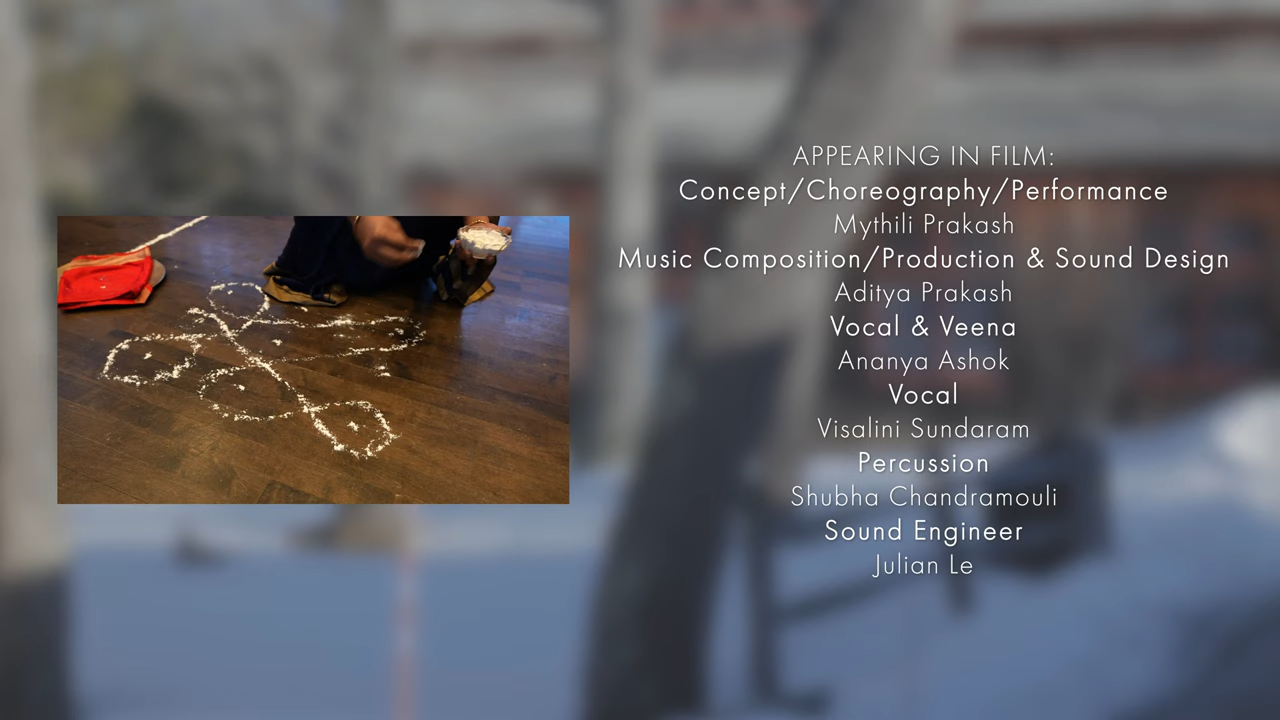 APPEARING IN FILM:
Concept/Choreography/Performance
Mythili Prakash
Music Composition/Production & Sound Design
Aditya Prakash
Vocal & Veena
Ananya Ashok
Vocal
Visalini Sundaram
Percussion
Shubha Chandramouli
Sound Engineer
Julian Le